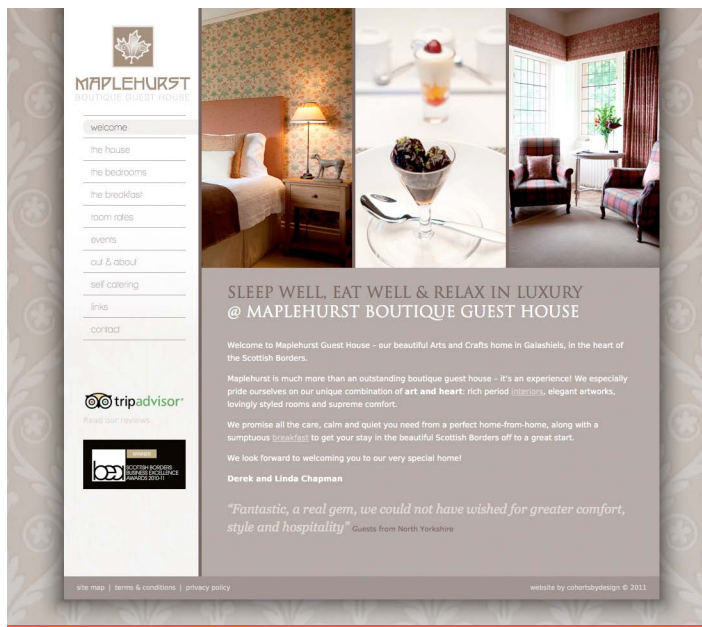 MAPLEHURST
BOUTIQUE GUEST HOUSE
welcome
the house
the bedrooms
the breakfast
room rates
events
out & about
self catering
links
contact
tripadvisor
Read our reviews.
WINNER
bea
SCOTTISH BORDERS
BUSINESS EXCELLENCE
AWARDS 2010-11
SLEEP WELL, EAT WELL & RELAX IN LUXURY
@ MAPLEHURST BOUTIQUE GUEST HOUSE
Welcome to Maplehurst Guest House – our beautiful Arts and Crafts home in Galashiels, in the heart of
the Scottish Borders.
Maplehurst is much more than an outstanding boutique guest house – it's an experience! We especially
pride ourselves on our unique combination of art and heart: rich period interiors, elegant artworks,
lovingly styled rooms and supreme comfort.
We promise all the care, calm and quiet you need from a perfect home-from-home, along with a
sumptuous breakfast to get your stay in the beautiful Scottish Borders off to a great start.
We look forward to welcoming you to our very special home!
Derek and Linda Chapman
“Fantastic, a real gem, we could not have wished for greater comfort,
style and hospitality” Guests from North Yorkshire
site map | terms & conditions | privacy policy
website by cohortsbydesign © 2011